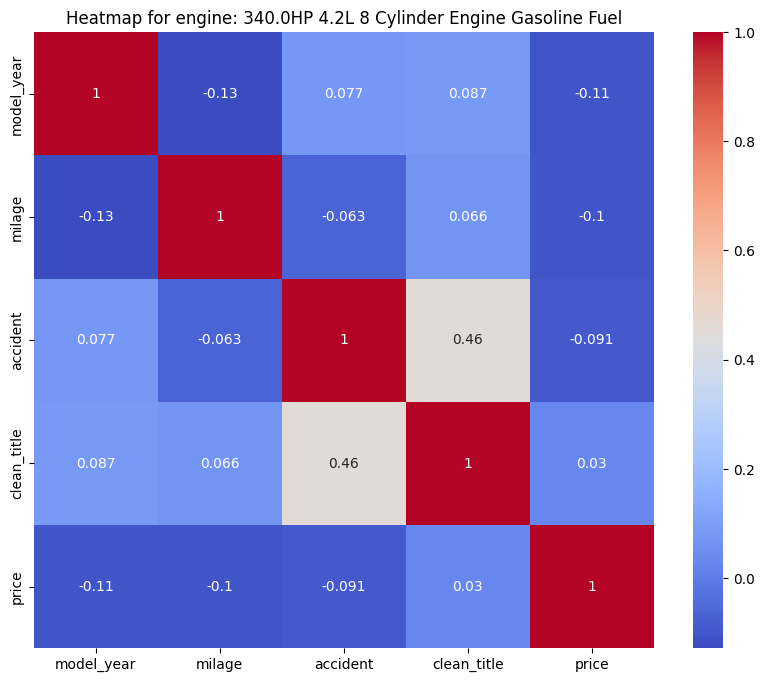 Heatmap for engine: 340.0HP 4.2L 8 Cylinder Engine Gasoline Fuel
model_year
1
-0.13
0.077
0.087
-0.11
milage
-0.13
1
-0.063
0.066
-0.1
accident
0.077
-0.063
1
0.46
-0.091
clean_title
0.087
0.066
0.46
1
0.03
price
-0.11
-0.1
-0.091
0.03
1
model_year
milage
accident
clean_title
price
1.0
0.8
0.6
0.4
0.2
0.0